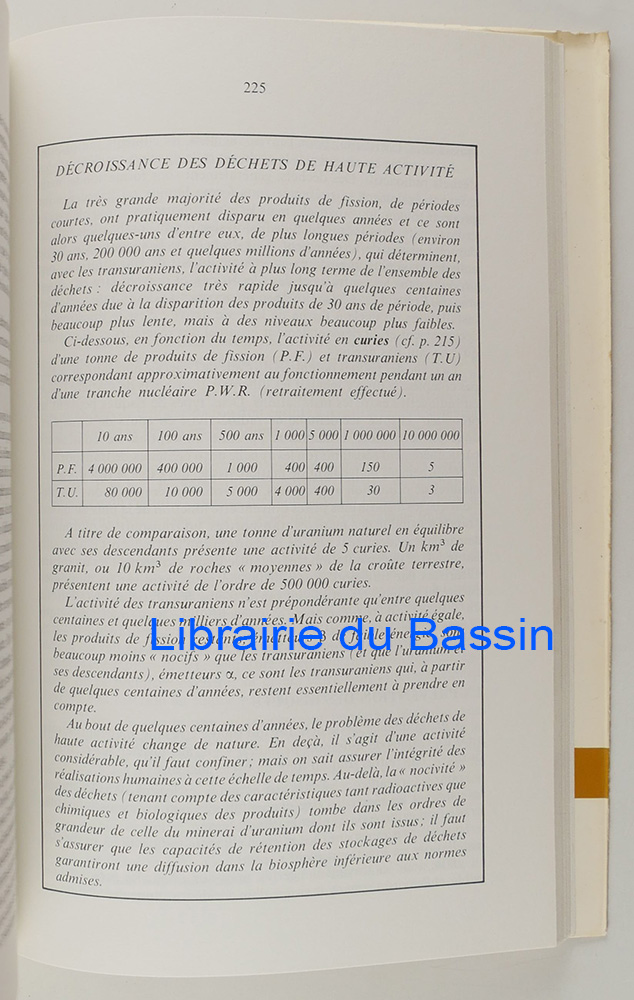 225
DÉCROISSANCE DES DÉCHETS DE HAUTE ACTIVITÉ
La très grande majorité des produits de fission, de périodes
courtes, ont pratiquement disparu en quelques années et ce sont
alors quelques-uns d'entre eux, de plus longues périodes (environ
30 ans, 200 000 ans et quelques millions d'années), qui déterminent,
avec les transuraniens, l'activité à plus long terme de l'ensemble des
déchets : décroissance très rapide jusqu'à quelques centaines
d'années due à la disparition des produits de 30 ans de période, puis
beaucoup plus lente, mais à des niveaux beaucoup plus faibles.
Ci-dessous, en fonction du temps, l'activité en curies (cf. p. 215)
d'une tonne de produits de fission (P.F.) et transuraniens (T.U)
correspondant approximativement au fonctionnement pendant un an
d'une tranche nucléaire P.W.R. (retraitement effectué).
10 ans 100 ans 500 ans 1 000 5 000 1 000 000 10 000 000
P.F. 4 000 000 400 000 1 000 400 400 150 5
T.U. 80 000 10 000 5 000 4 000 400 30 3
A titre de comparaison, une tonne d'uranium naturel en équilibre
avec ses descendants présente une activité de 5 curies. Un km³ de
granit, ou 10 km³ de roches « moyennes » de la croûte terrestre,
présentent une activité de l'ordre de 500 000 curies.
L'activité des transuraniens n'est prépondérante qu'entre quelques
centaines et quelques milliers d'années. Mais comme, à activité égale,
les produits de fission émetteurs β de faible
Librairie du Bassin
beaucoup moins « nocifs » que les transuraniens (et que l'uranium et
ses descendants), émetteurs α, ce sont les transuraniens qui, à partir
de quelques centaines d'années, restent essentiellement à prendre en
compte.
Au bout de quelques centaines d'années, le problème des déchets de
haute activité change de nature. En deçà, il s'agit d'une activité
considérable, qu'il faut confiner ; mais on sait assurer l'intégrité des
réalisations humaines à cette échelle de temps. Au-delà, la « nocivité »
des déchets (tenant compte des caractéristiques tant radioactives que
chimiques et biologiques des produits) tombe dans les ordres de
grandeur de celle du minerai d'uranium dont ils sont issus ; il faut
s'assurer que les capacités de rétention des stockages de déchets
garantiront une diffusion dans la biosphère inférieure aux normes
admises.